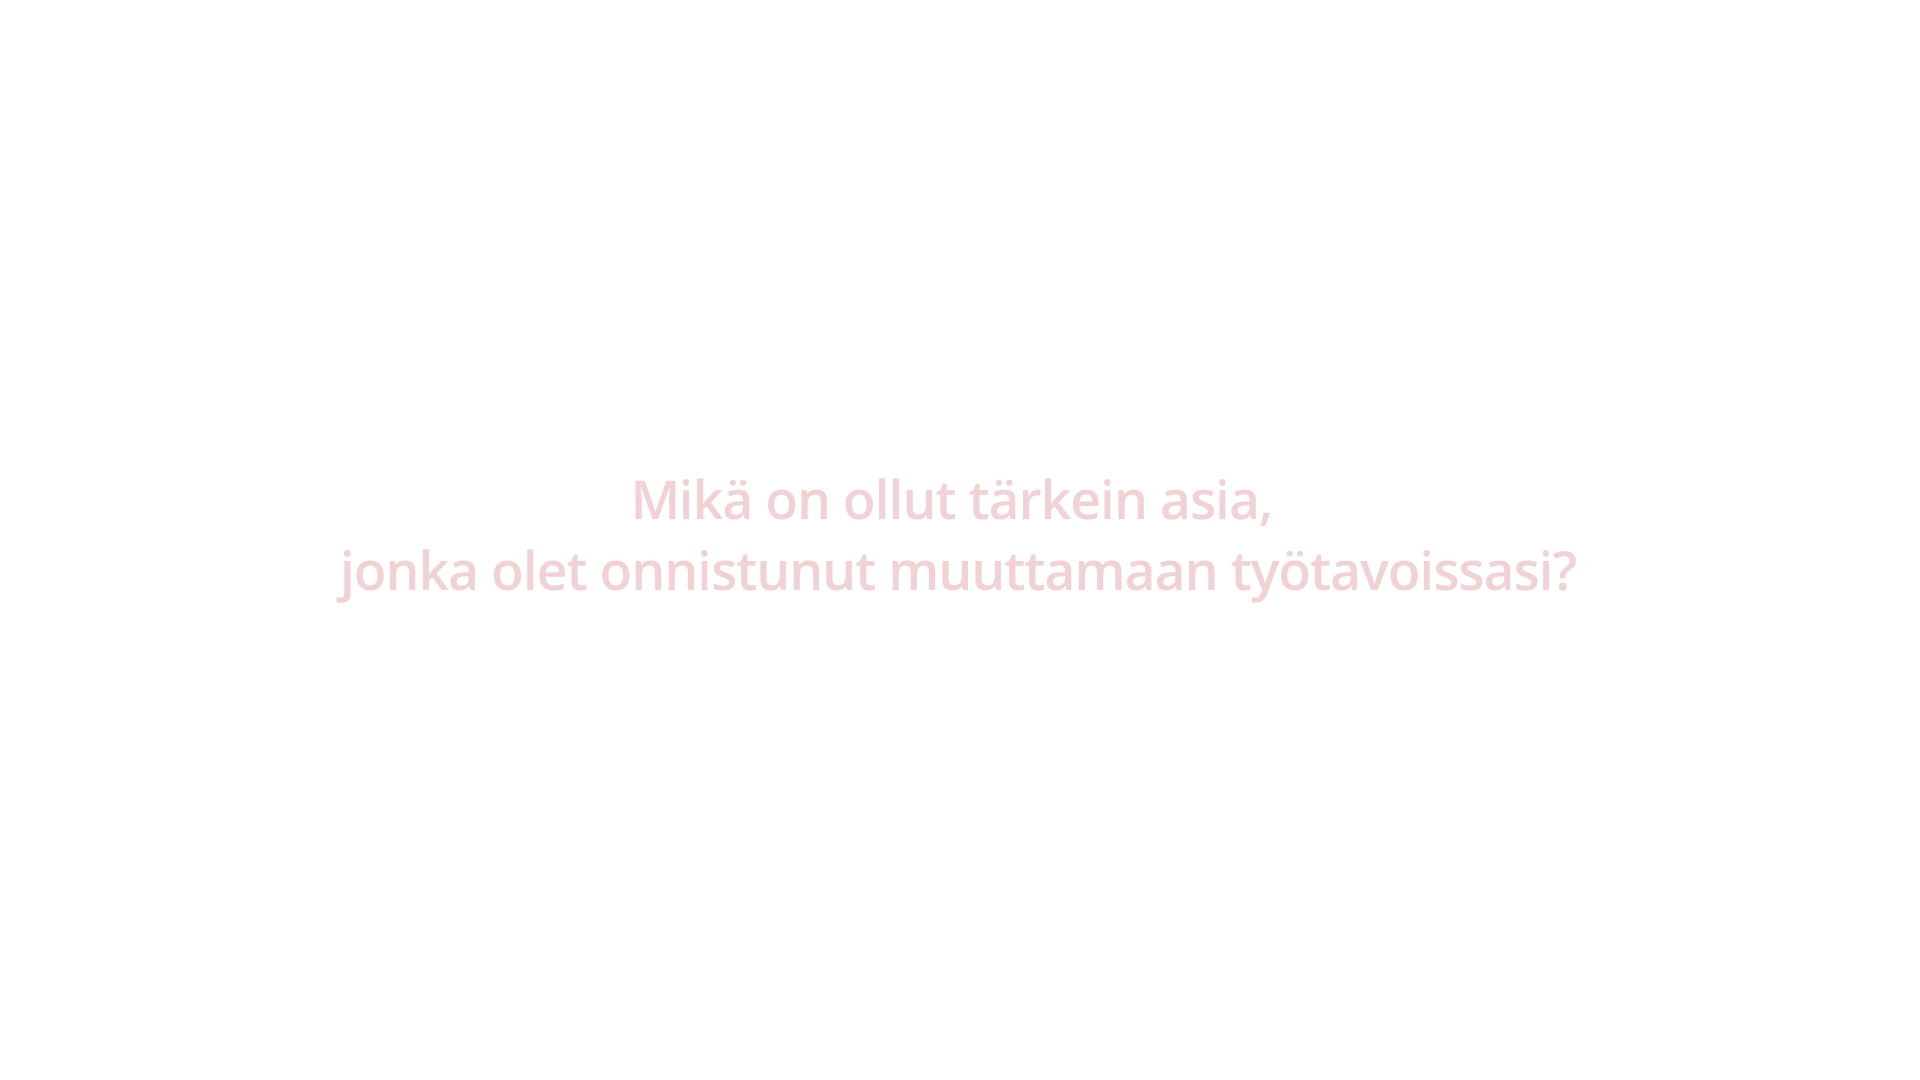 Mikä on ollut tärkein asia,
jonka olet onnistunut muuttamaan työtavoissasi?